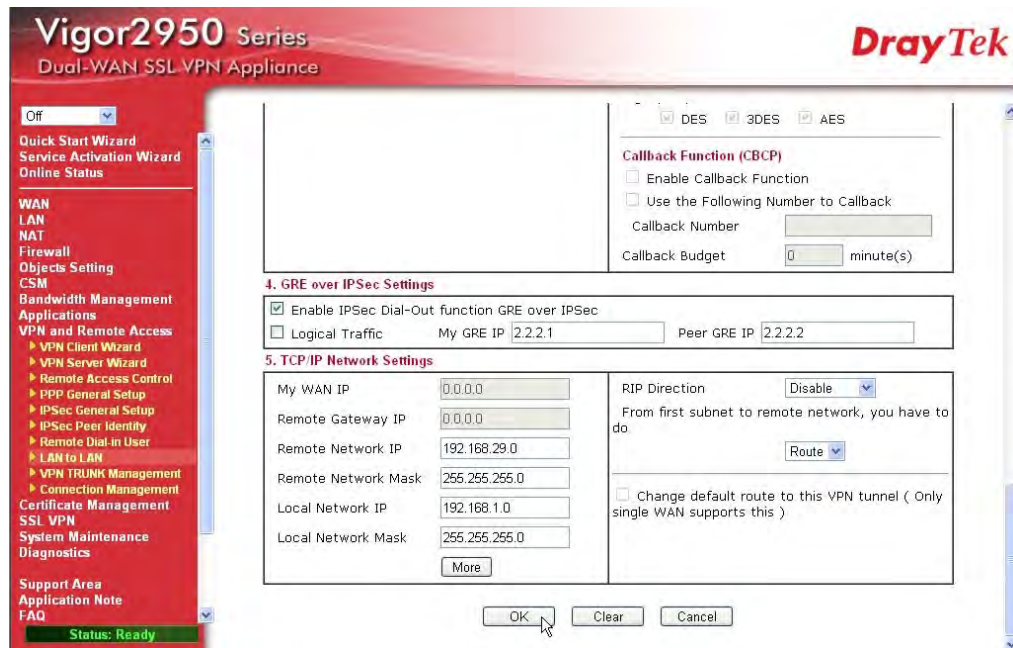 Vigor2950 Series
Dual-WAN SSL VPN Appliance
DrayTek
Off
Quick Start Wizard
Service Activation Wizard
Online Status
WAN
LAN
NAT
Firewall
Objects Setting
CSM
Bandwidth Management
Applications
VPN and Remote Access
VPN Client Wizard
VPN Server Wizard
Remote Access Control
PPP General Setup
IPSec General Setup
IPSec Peer Identity
Remote Dial-in User
LAN to LAN
VPN TRUNK Management
Connection Management
Certificate Management
SSL VPN
System Maintenance
Diagnostics
Support Area
Application Note
FAQ
Status: Ready
DES 3DES AES
Callback Function (CBCP)
Enable Callback Function
Use the Following Number to Callback
Callback Number
Callback Budget 0 minute(s)
4. GRE over IPSec Settings
Enable IPSec Dial-Out function GRE over IPSec
Logical Traffic My GRE IP 2.2.2.1 Peer GRE IP 2.2.2.2
5. TCP/IP Network Settings
My WAN IP 0.0.0.0
Remote Gateway IP 0.0.0.0
Remote Network IP 192.168.29.0
Remote Network Mask 255.255.255.0
Local Network IP 192.168.1.0
Local Network Mask 255.255.255.0
More
RIP Direction Disable
From first subnet to remote network, you have to
do
Route
Change default route to this VPN tunnel ( Only
single WAN supports this )
OK Clear Cancel